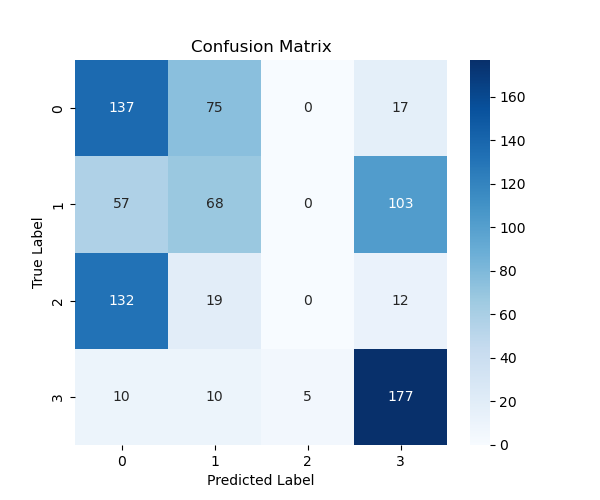 Confusion Matrix
0 137 75 0 17
1 57 68 0 103
2 132 19 0 12
3 10 10 5 177
0 1 2 3
True Label
Predicted Label
160
140
120
100
80
60
40
20
0